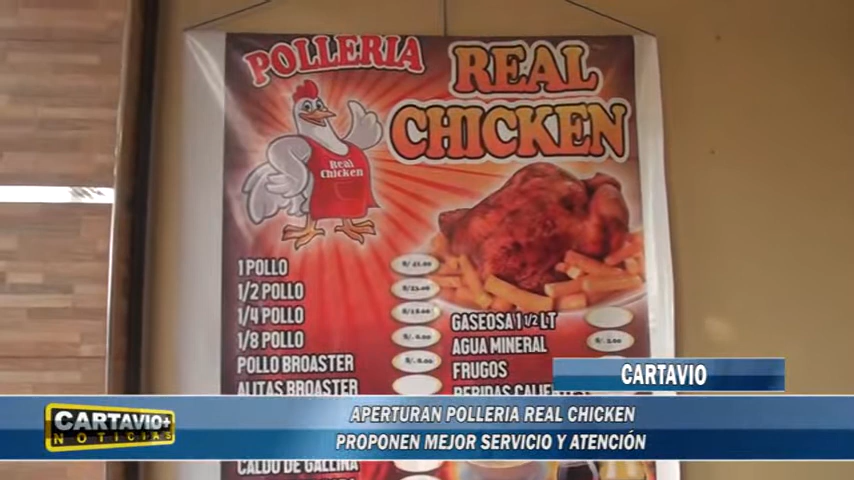 POLLERIA
REAL
CHICKEN
Real
Chicken
1 POLLO
1/2 POLLO
1/4 POLLO
1/8 POLLO
POLLO BROASTER
ALITAS BROASTER
GASEOSA 1 1/2 LT
AGUA MINERAL
FRUGOS
CARTAVIO
APERTURAN POLLERIA REAL CHICKEN
PROPONEN MEJOR SERVICIO Y ATENCIÓN
CARTAVIO+
NOTICIAS
CALDO DE GALLINA